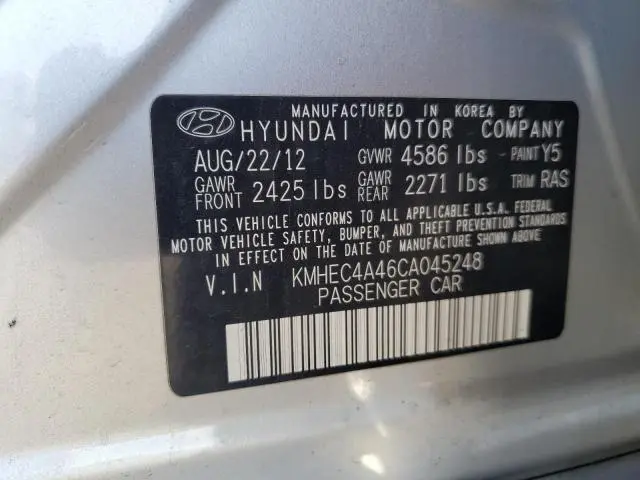 MANUFACTURED IN KOREA BY
HYUNDAI MOTOR COMPANY
AUG/22/12 GVWR 4586 lbs PAINT Y5
GAWR FRONT 2425 lbs GAWR REAR 2271 lbs TRIM RAS
THIS VEHICLE CONFORMS TO ALL APPLICABLE U.S.A. FEDERAL
MOTOR VEHICLE SAFETY, BUMPER, AND THEFT PREVENTION STANDARDS
IN EFFECT ON THE DATE OF MANUFACTURE SHOWN ABOVE
V.I.N KMHEC4A46CA045248
PASSENGER CAR